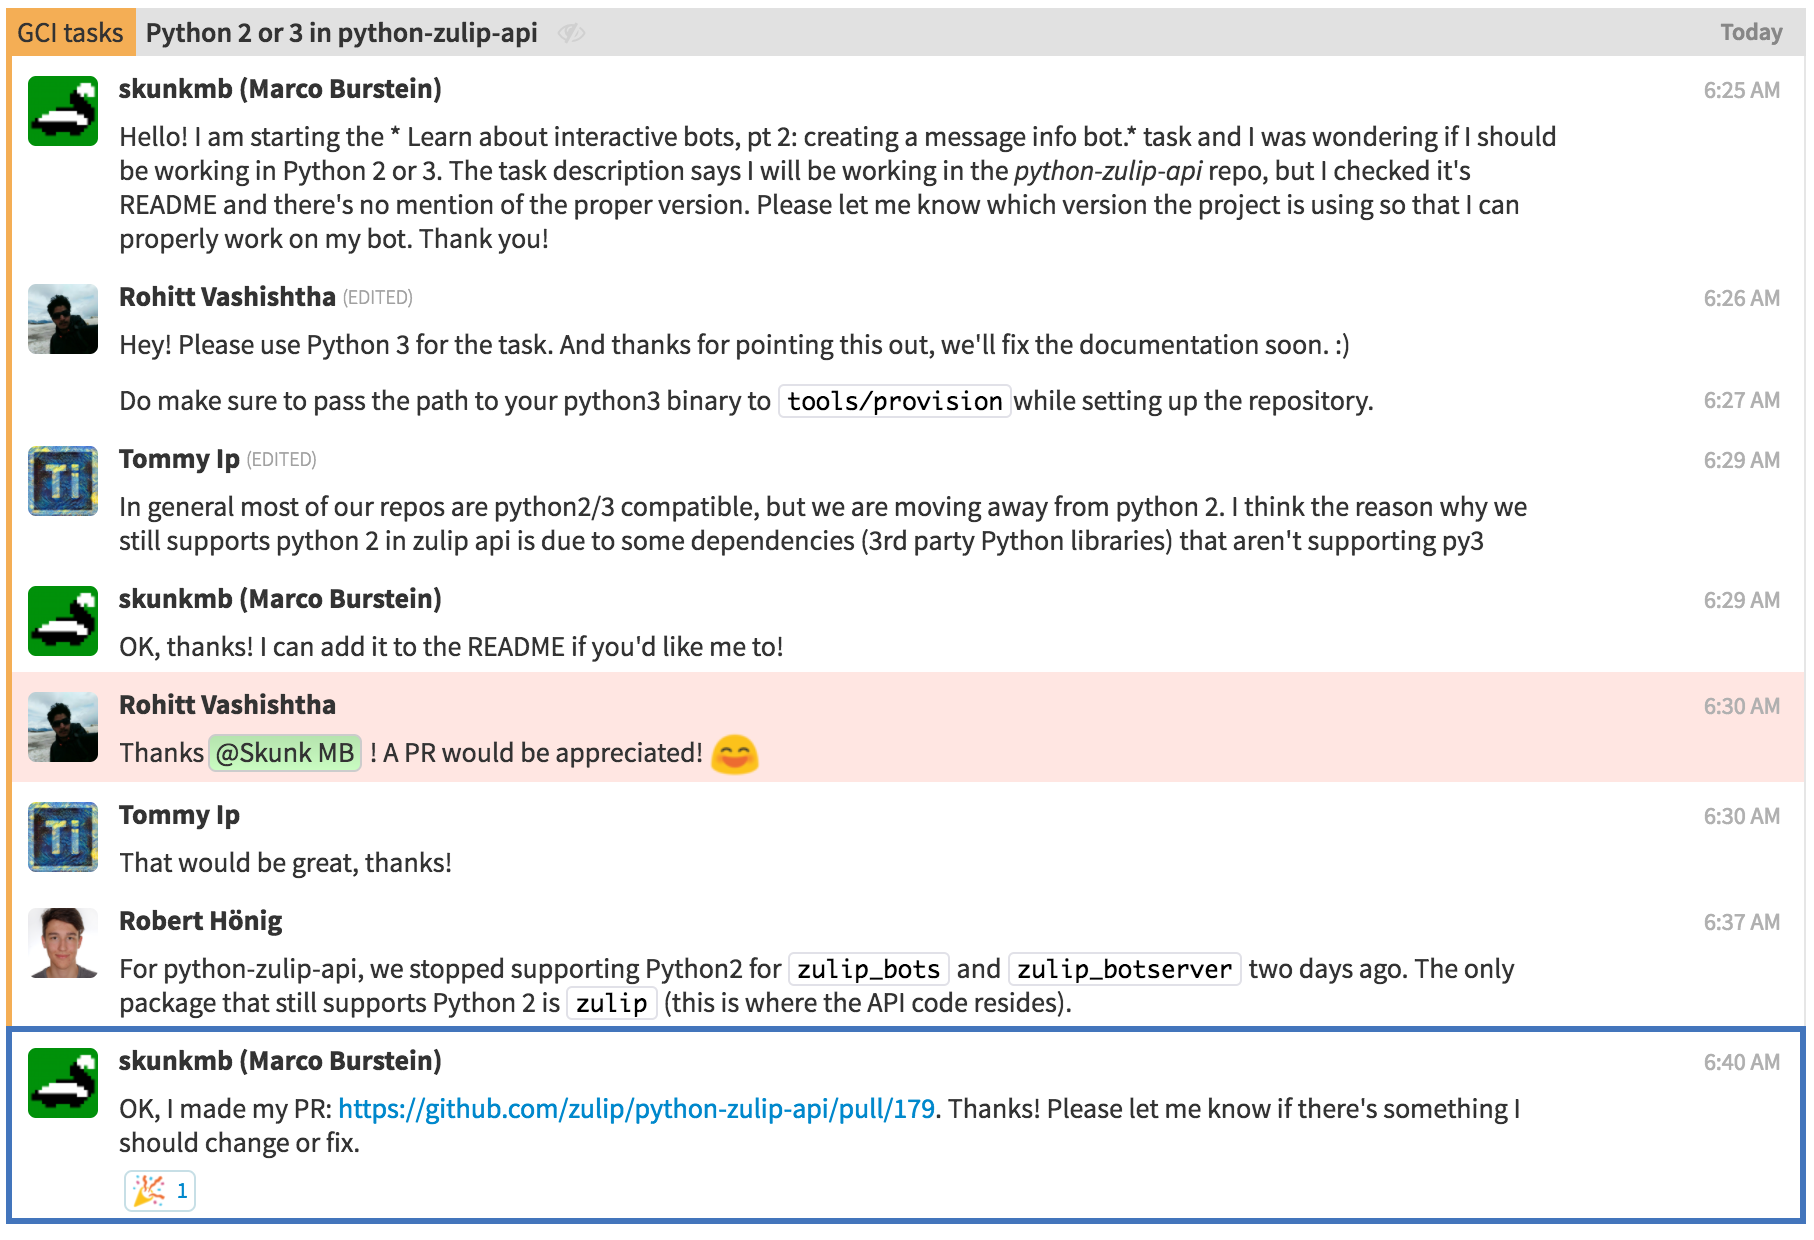 GCI tasks Python 2 or 3 in python-zulip-api Today
skunkmb (Marco Burstein) 6:25 AM
Hello! I am starting the * Learn about interactive bots, pt 2: creating a message info bot.* task and I was wondering if I should
be working in Python 2 or 3. The task description says I will be working in the python-zulip-api repo, but I checked it's
README and there's no mention of the proper version. Please let me know which version the project is using so that I can
properly work on my bot. Thank you!
Rohitt Vashishtha (EDITED) 6:26 AM
Hey! Please use Python 3 for the task. And thanks for pointing this out, we'll fix the documentation soon. :)
Do make sure to pass the path to your python3 binary to tools/provision while setting up the repository. 6:27 AM
Ti Tommy Ip (EDITED) 6:29 AM
In general most of our repos are python2/3 compatible, but we are moving away from python 2. I think the reason why we
still supports python 2 in zulip api is due to some dependencies (3rd party Python libraries) that aren't supporting py3
skunkmb (Marco Burstein) 6:29 AM
OK, thanks! I can add it to the README if you'd like me to!
Rohitt Vashishtha 6:30 AM
Thanks @Skunk MB ! A PR would be appreciated! 😊
Ti Tommy Ip 6:30 AM
That would be great, thanks!
Robert Hönig 6:37 AM
For python-zulip-api, we stopped supporting Python2 for zulip_bots and zulip_botserver two days ago. The only
package that still supports Python 2 is zulip (this is where the API code resides).
skunkmb (Marco Burstein) 6:40 AM
OK, I made my PR: https://github.com/zulip/python-zulip-api/pull/179. Thanks! Please let me know if there's something I
should change or fix.
🎉 1